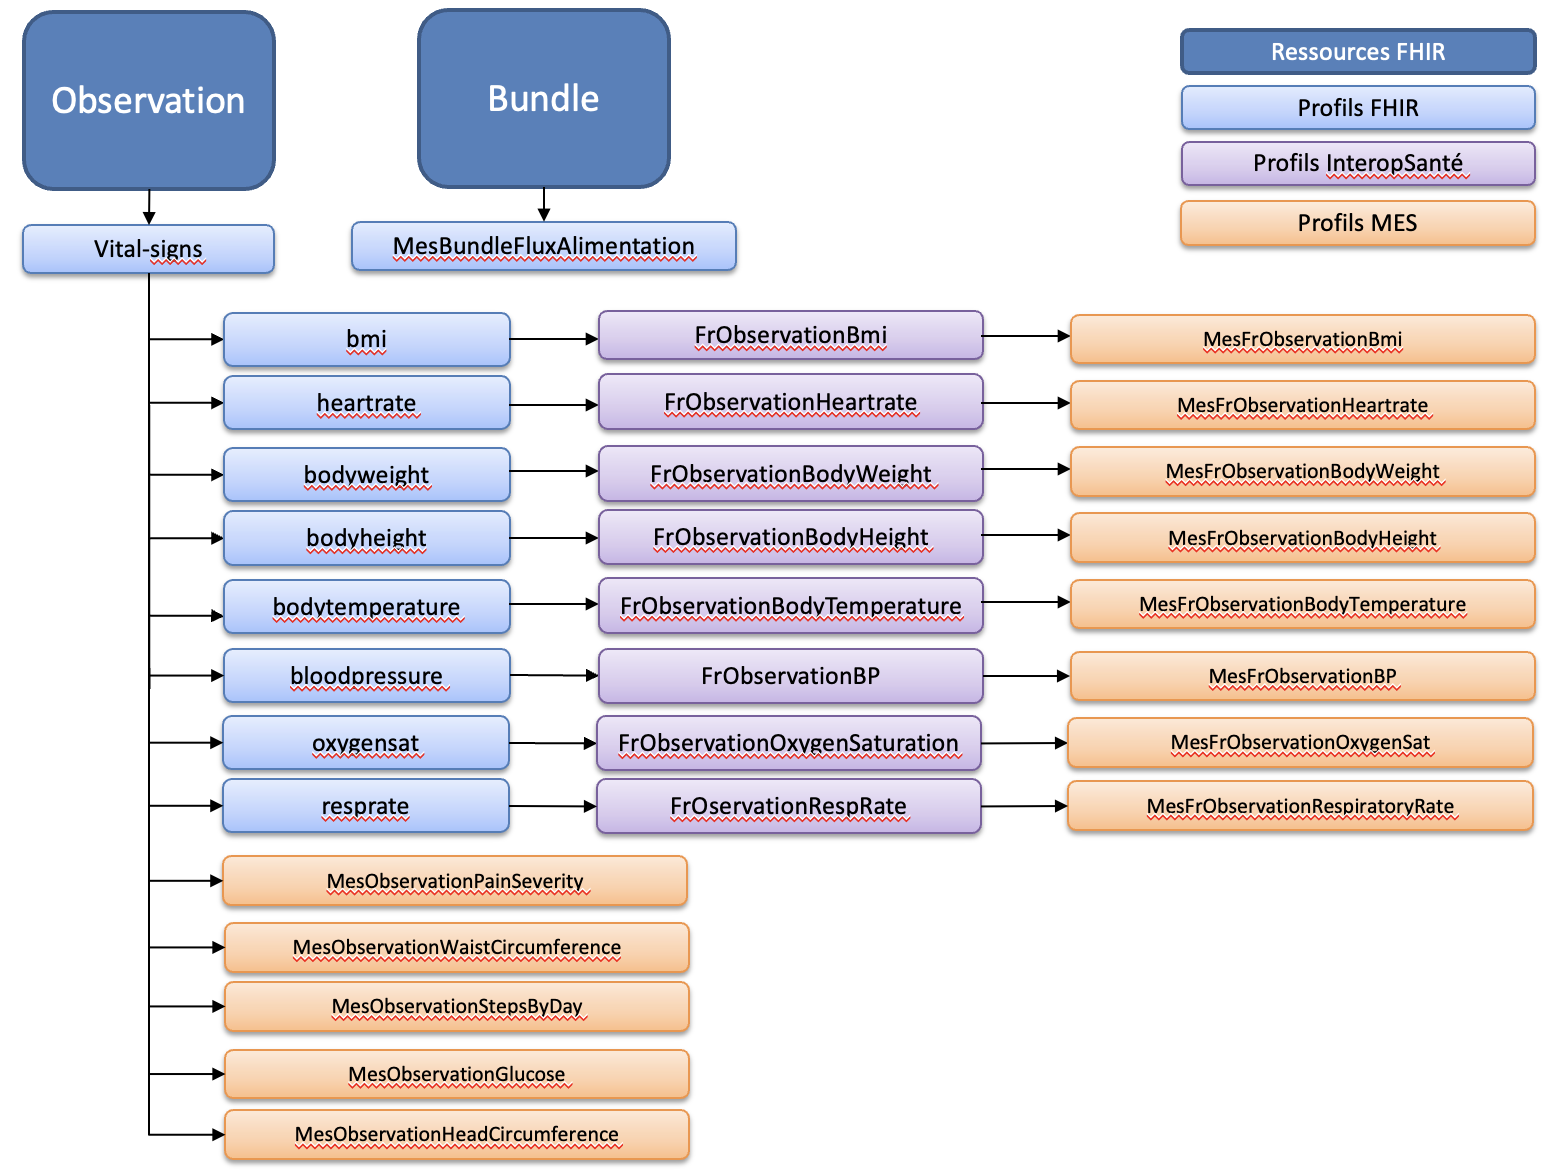 Observation
Bundle
Ressources FHIR
Profils FHIR
Profils InteropSanté
Profils MES
Vital-signs
MesBundleFluxAlimentation
bmi
FrObservationBmi
MesFrObservationBmi
heartrate
FrObservationHeartrate
MesFrObservationHeartrate
bodyweight
FrObservationBodyWeight
MesFrObservationBodyWeight
bodyheight
FrObservationBodyHeight
MesFrObservationBodyHeight
bodytemperature
FrObservationBodyTemperature
MesFrObservationBodyTemperature
bloodpressure
FrObservationBP
MesFrObservationBP
oxygensat
FrObservationOxygenSaturation
MesFrObservationOxygenSat
resprate
FrOservationRespRate
MesFrObservationRespiratoryRate
MesObservationPainSeverity
MesObservationWaistCircumference
MesObservationStepsByDay
MesObservationGlucose
MesObservationHeadCircumference